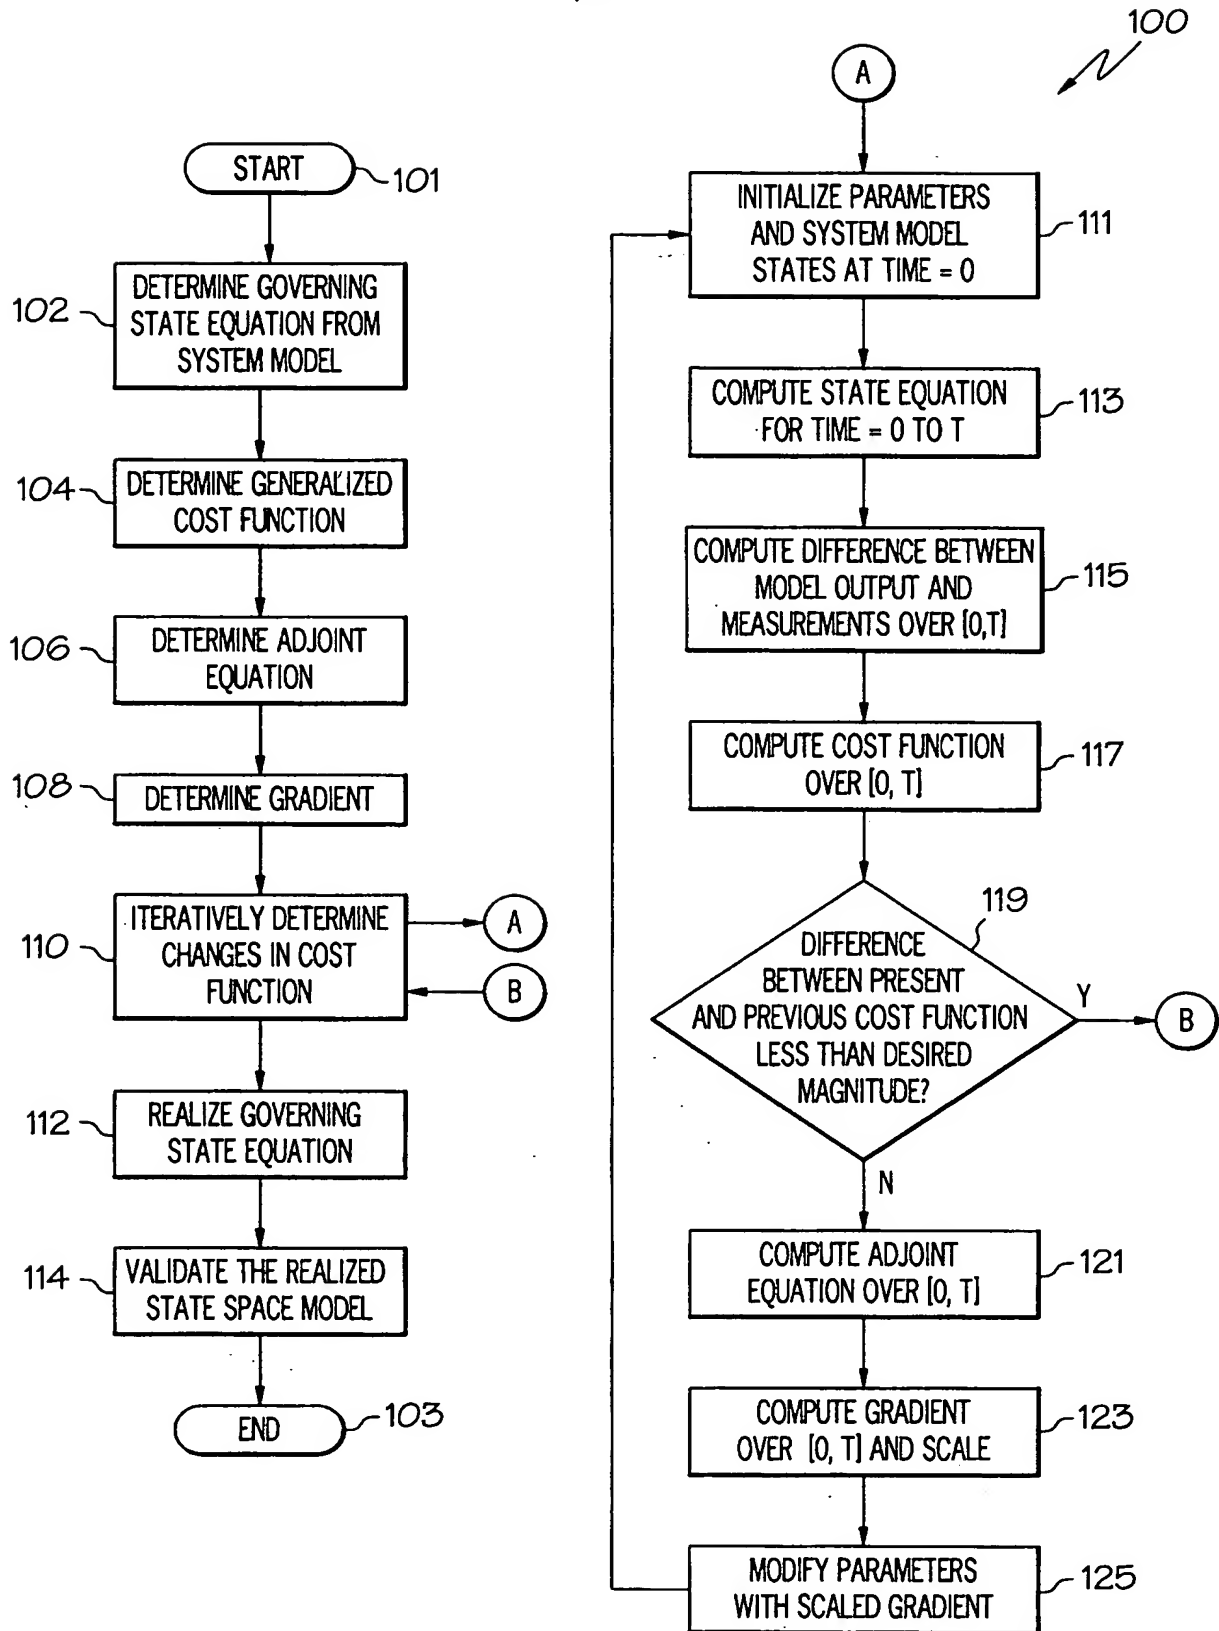 100
START
101
102
DETERMINE GOVERNING
STATE EQUATION FROM
SYSTEM MODEL
104
DETERMINE GENERALIZED
COST FUNCTION
106
DETERMINE ADJOINT
EQUATION
108
DETERMINE GRADIENT
110
ITERATIVELY DETERMINE
CHANGES IN COST
FUNCTION
A
B
112
REALIZE GOVERNING
STATE EQUATION
114
VALIDATE THE REALIZED
STATE SPACE MODEL
END
103
A
INITIALIZE PARAMETERS
AND SYSTEM MODEL
STATES AT TIME = 0
111
COMPUTE STATE EQUATION
FOR TIME = 0 TO T
113
COMPUTE DIFFERENCE BETWEEN
MODEL OUTPUT AND
MEASUREMENTS OVER [0,T]
115
COMPUTE COST FUNCTION
OVER [0, T]
117
119
DIFFERENCE
BETWEEN PRESENT
AND PREVIOUS COST FUNCTION
LESS THAN DESIRED
MAGNITUDE?
Y
B
N
COMPUTE ADJOINT
EQUATION OVER [0, T]
121
COMPUTE GRADIENT
OVER [0, T] AND SCALE
123
MODIFY PARAMETERS
WITH SCALED GRADIENT
125